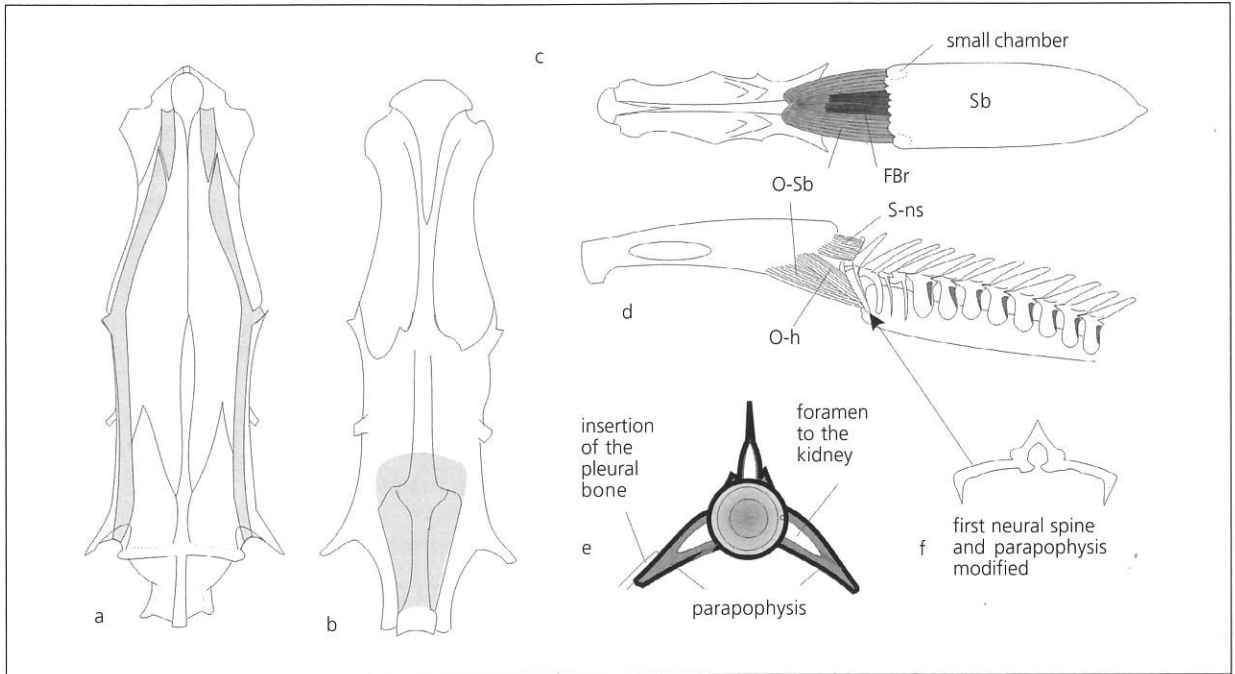 c
small chamber
Sb
FBr
O-Sb
S-ns
d
O-h
insertion
of the
pleural
bone
foramen
to the
kidney
e
parapophysis
f
first neural spine
and parapophysis
modified
a
b